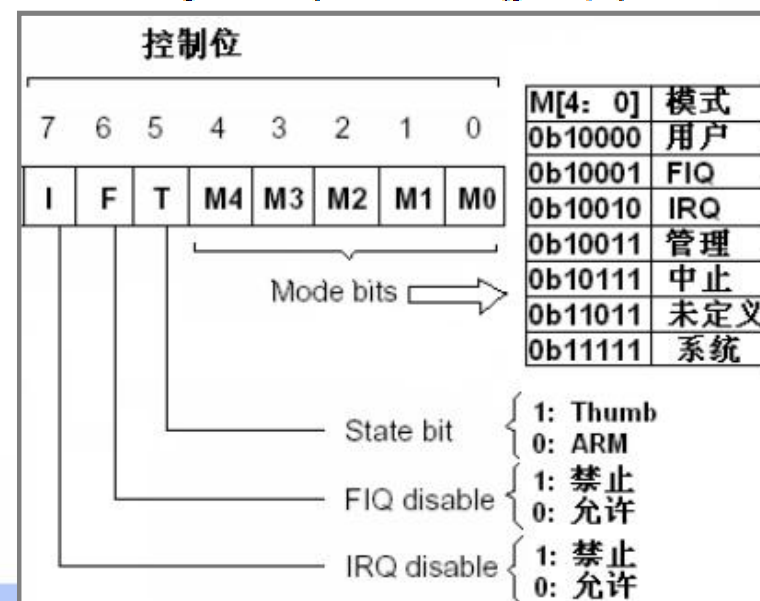 控制位
7 6 5 4 3 2 1 0
I F T M4 M3 M2 M1 M0
Mode bits
M[4: 0] 模式
0b10000 用户
0b10001 FIQ
0b10010 IRQ
0b10011 管理
0b10111 中止
0b11011 未定义
0b11111 系统
State bit
1: Thumb
0: ARM
FIQ disable
1: 禁止
0: 允许
IRQ disable
1: 禁止
0: 允许